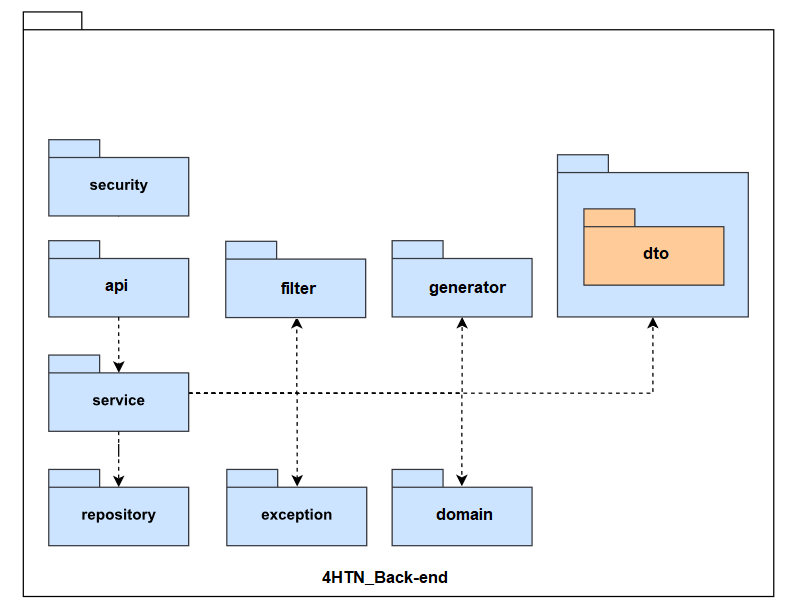 security
api
filter
generator
dto
service
repository
exception
domain
4HTN_Back-end